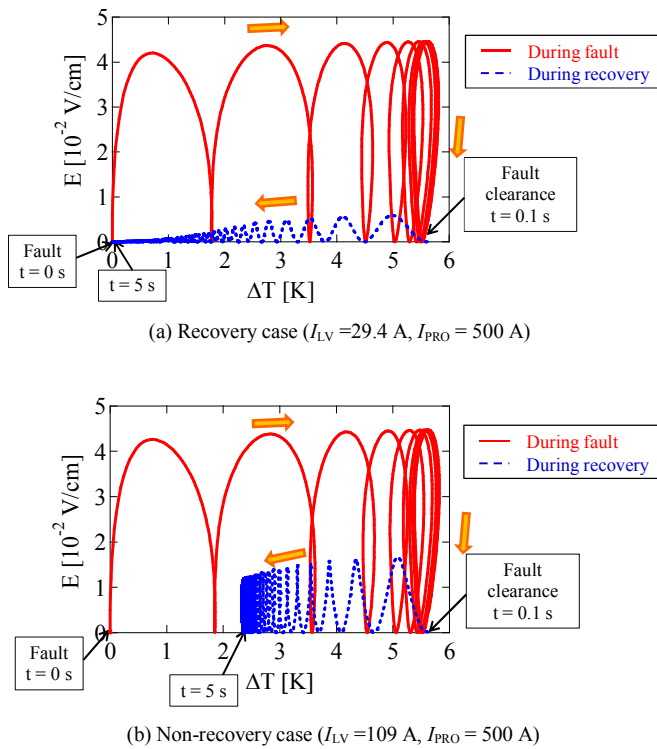 5
4
3
2
1
0
E [10⁻² V/cm]
During fault
During recovery
Fault
clearance
t = 0.1 s
Fault
t = 0 s
t = 5 s
0 1 2 3 4 5 6
ΔT [K]
(a) Recovery case (I_LV =29.4 A, I_PRO = 500 A)
5
4
3
2
1
0
E [10⁻² V/cm]
During fault
During recovery
Fault
clearance
t = 0.1 s
Fault
t = 0 s
t = 5 s
0 1 2 3 4 5 6
ΔT [K]
(b) Non-recovery case (I_LV =109 A, I_PRO = 500 A)